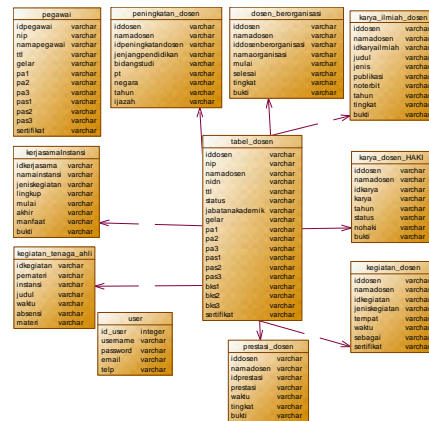 pegawai
idpegawai varchar
nip varchar
namapegawai varchar
ttl varchar
gelar varchar
pa1 varchar
pa2 varchar
pa3 varchar
pas1 varchar
pas2 varchar
pas3 varchar
sertifikat varchar
peningkatan_dosen
iddosen varchar
namadosen varchar
idpeningkatandosen varchar
jenjangpendidikan varchar
bidangstudi varchar
pt varchar
negara varchar
tahun varchar
ijazah varchar
dosen_berorganisasi
iddosen varchar
namadosen varchar
iddosenberorganisasi varchar
namaorganisasi varchar
mulai varchar
selesai varchar
tingkat varchar
bukti varchar
karya_ilmiah_dosen
iddosen varchar
namadosen varchar
idkaryailmiah varchar
judul varchar
jenis varchar
publikasi varchar
noterbit varchar
tahun varchar
tingkat varchar
bukti varchar
kerjasamaInstansi
idkerjasama varchar
namainstansi varchar
jeniskegiatan varchar
lingkup varchar
mulai varchar
akhir varchar
manfaat varchar
bukti varchar
tabel_dosen
iddosen varchar
nip varchar
namadosen varchar
nidn varchar
ttl varchar
status varchar
jabatanakademik varchar
gelar varchar
pa1 varchar
pa2 varchar
pa3 varchar
pas1 varchar
pas2 varchar
pas3 varchar
bks1 varchar
bks2 varchar
bks3 varchar
sertifikat varchar
karya_dosen_HAKI
iddosen varchar
namadosen varchar
idkarya varchar
karya varchar
tahun varchar
status varchar
nohaki varchar
bukti varchar
kegiatan_tenaga_ahli
idkegiatan varchar
pemateri varchar
instansi varchar
judul varchar
waktu varchar
absensi varchar
materi varchar
kegiatan_dosen
iddosen varchar
namadosen varchar
idkegiatan varchar
jeniskegiatan varchar
tempat varchar
waktu varchar
sebagai varchar
sertifikat varchar
user
id_user integer
username varchar
password varchar
email varchar
telp varchar
prestasi_dosen
iddosen varchar
namadosen varchar
idprestasi varchar
prestasi varchar
waktu varchar
tingkat varchar
bukti varchar